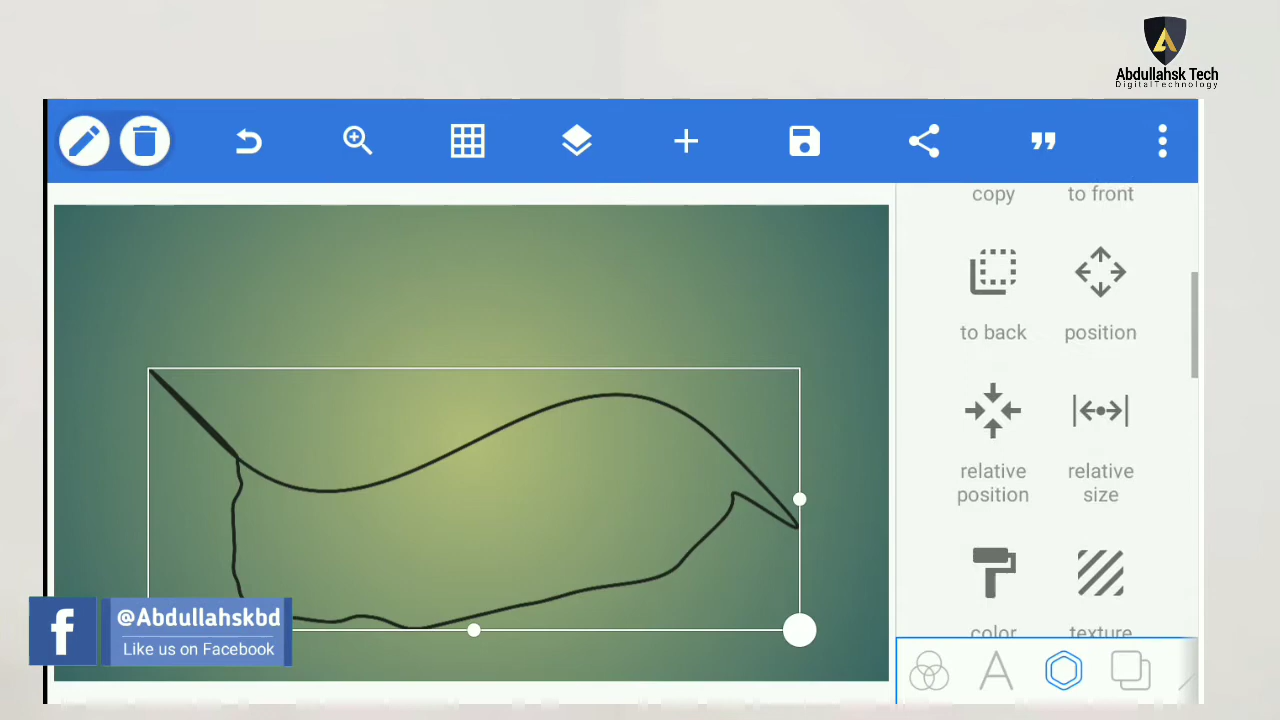 Abdullahsk Tech
DigitalTechnology
copy
to front
to back
position
relative
position
relative
size
color
texture
f
@Abdullahskbd
Like us on Facebook
A